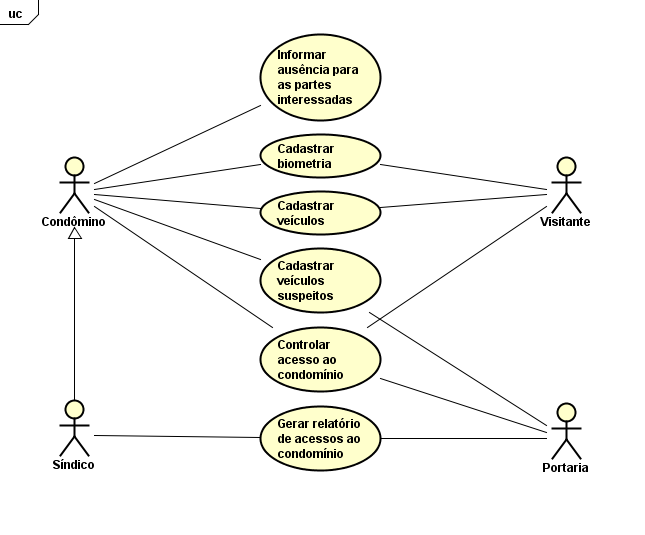 uc
Informar
ausência para
as partes
interessadas
Cadastrar
biometria
Condômino
Visitante
Cadastrar
veículos
Cadastrar
veículos
suspeitos
Controlar
acesso ao
condomínio
Gerar relatório
de acessos ao
condomínio
Síndico
Portaria